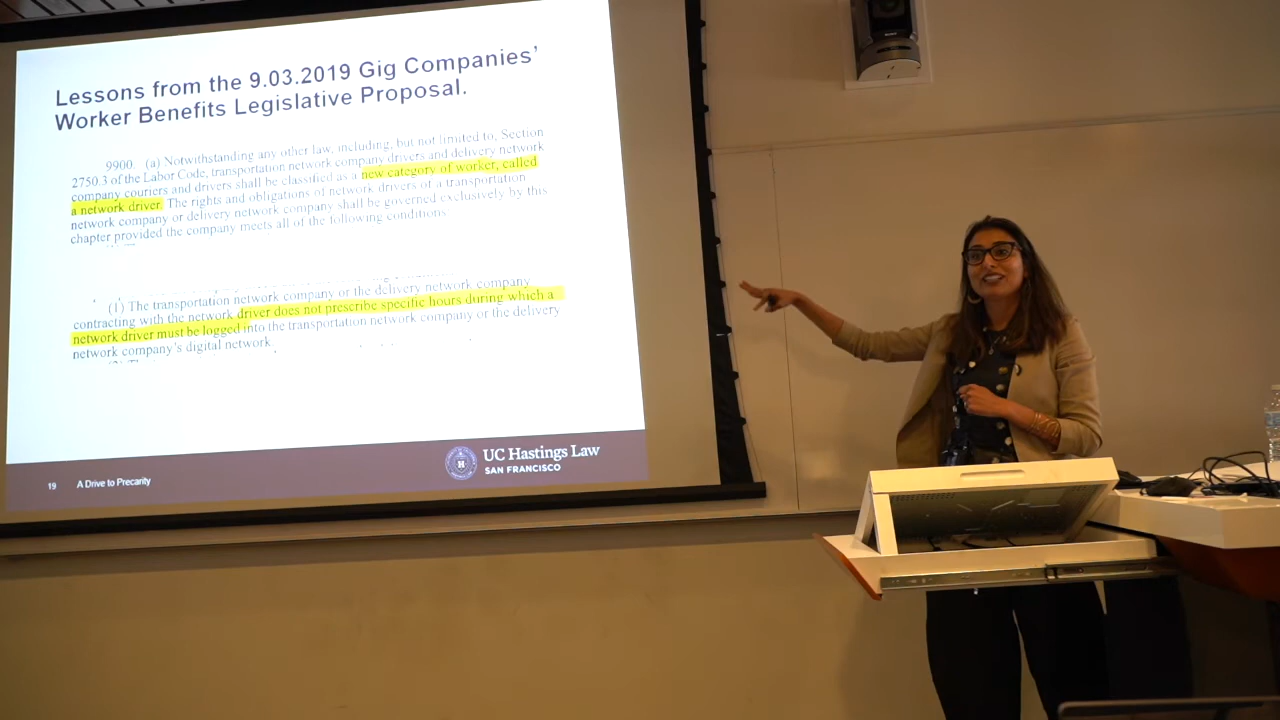 Lessons from the 9.03.2019 Gig Companies'
Worker Benefits Legislative Proposal.
9900. (a) Notwithstanding any other law, including, but not limited to, Section
2750.3 of the Labor Code, transportation network company drivers and delivery network
company couriers and drivers shall be classified as a new category of worker, called
a network driver. The rights and obligations of network drivers of a transportation
network company or delivery network company shall be governed exclusively by this
chapter provided the company meets all of the following conditions:
(1) The transportation network company or the delivery network company
contracting with the network driver does not prescribe specific hours during which a
network driver must be logged into the transportation network company or the delivery
network company's digital network.
UC Hastings Law
SAN FRANCISCO
19 A Drive to Precarity